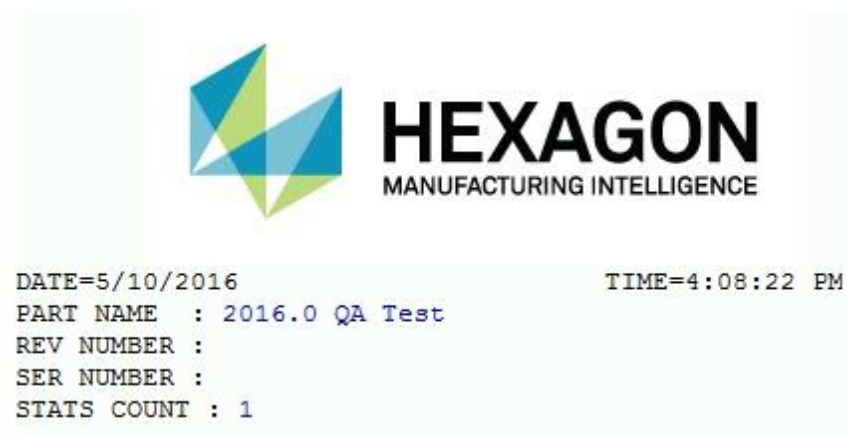 HEXAGON
MANUFACTURING INTELLIGENCE
DATE=5/10/2016 TIME=4:08:22 PM
PART NAME : 2016.0 QA Test
REV NUMBER :
SER NUMBER :
STATS COUNT : 1